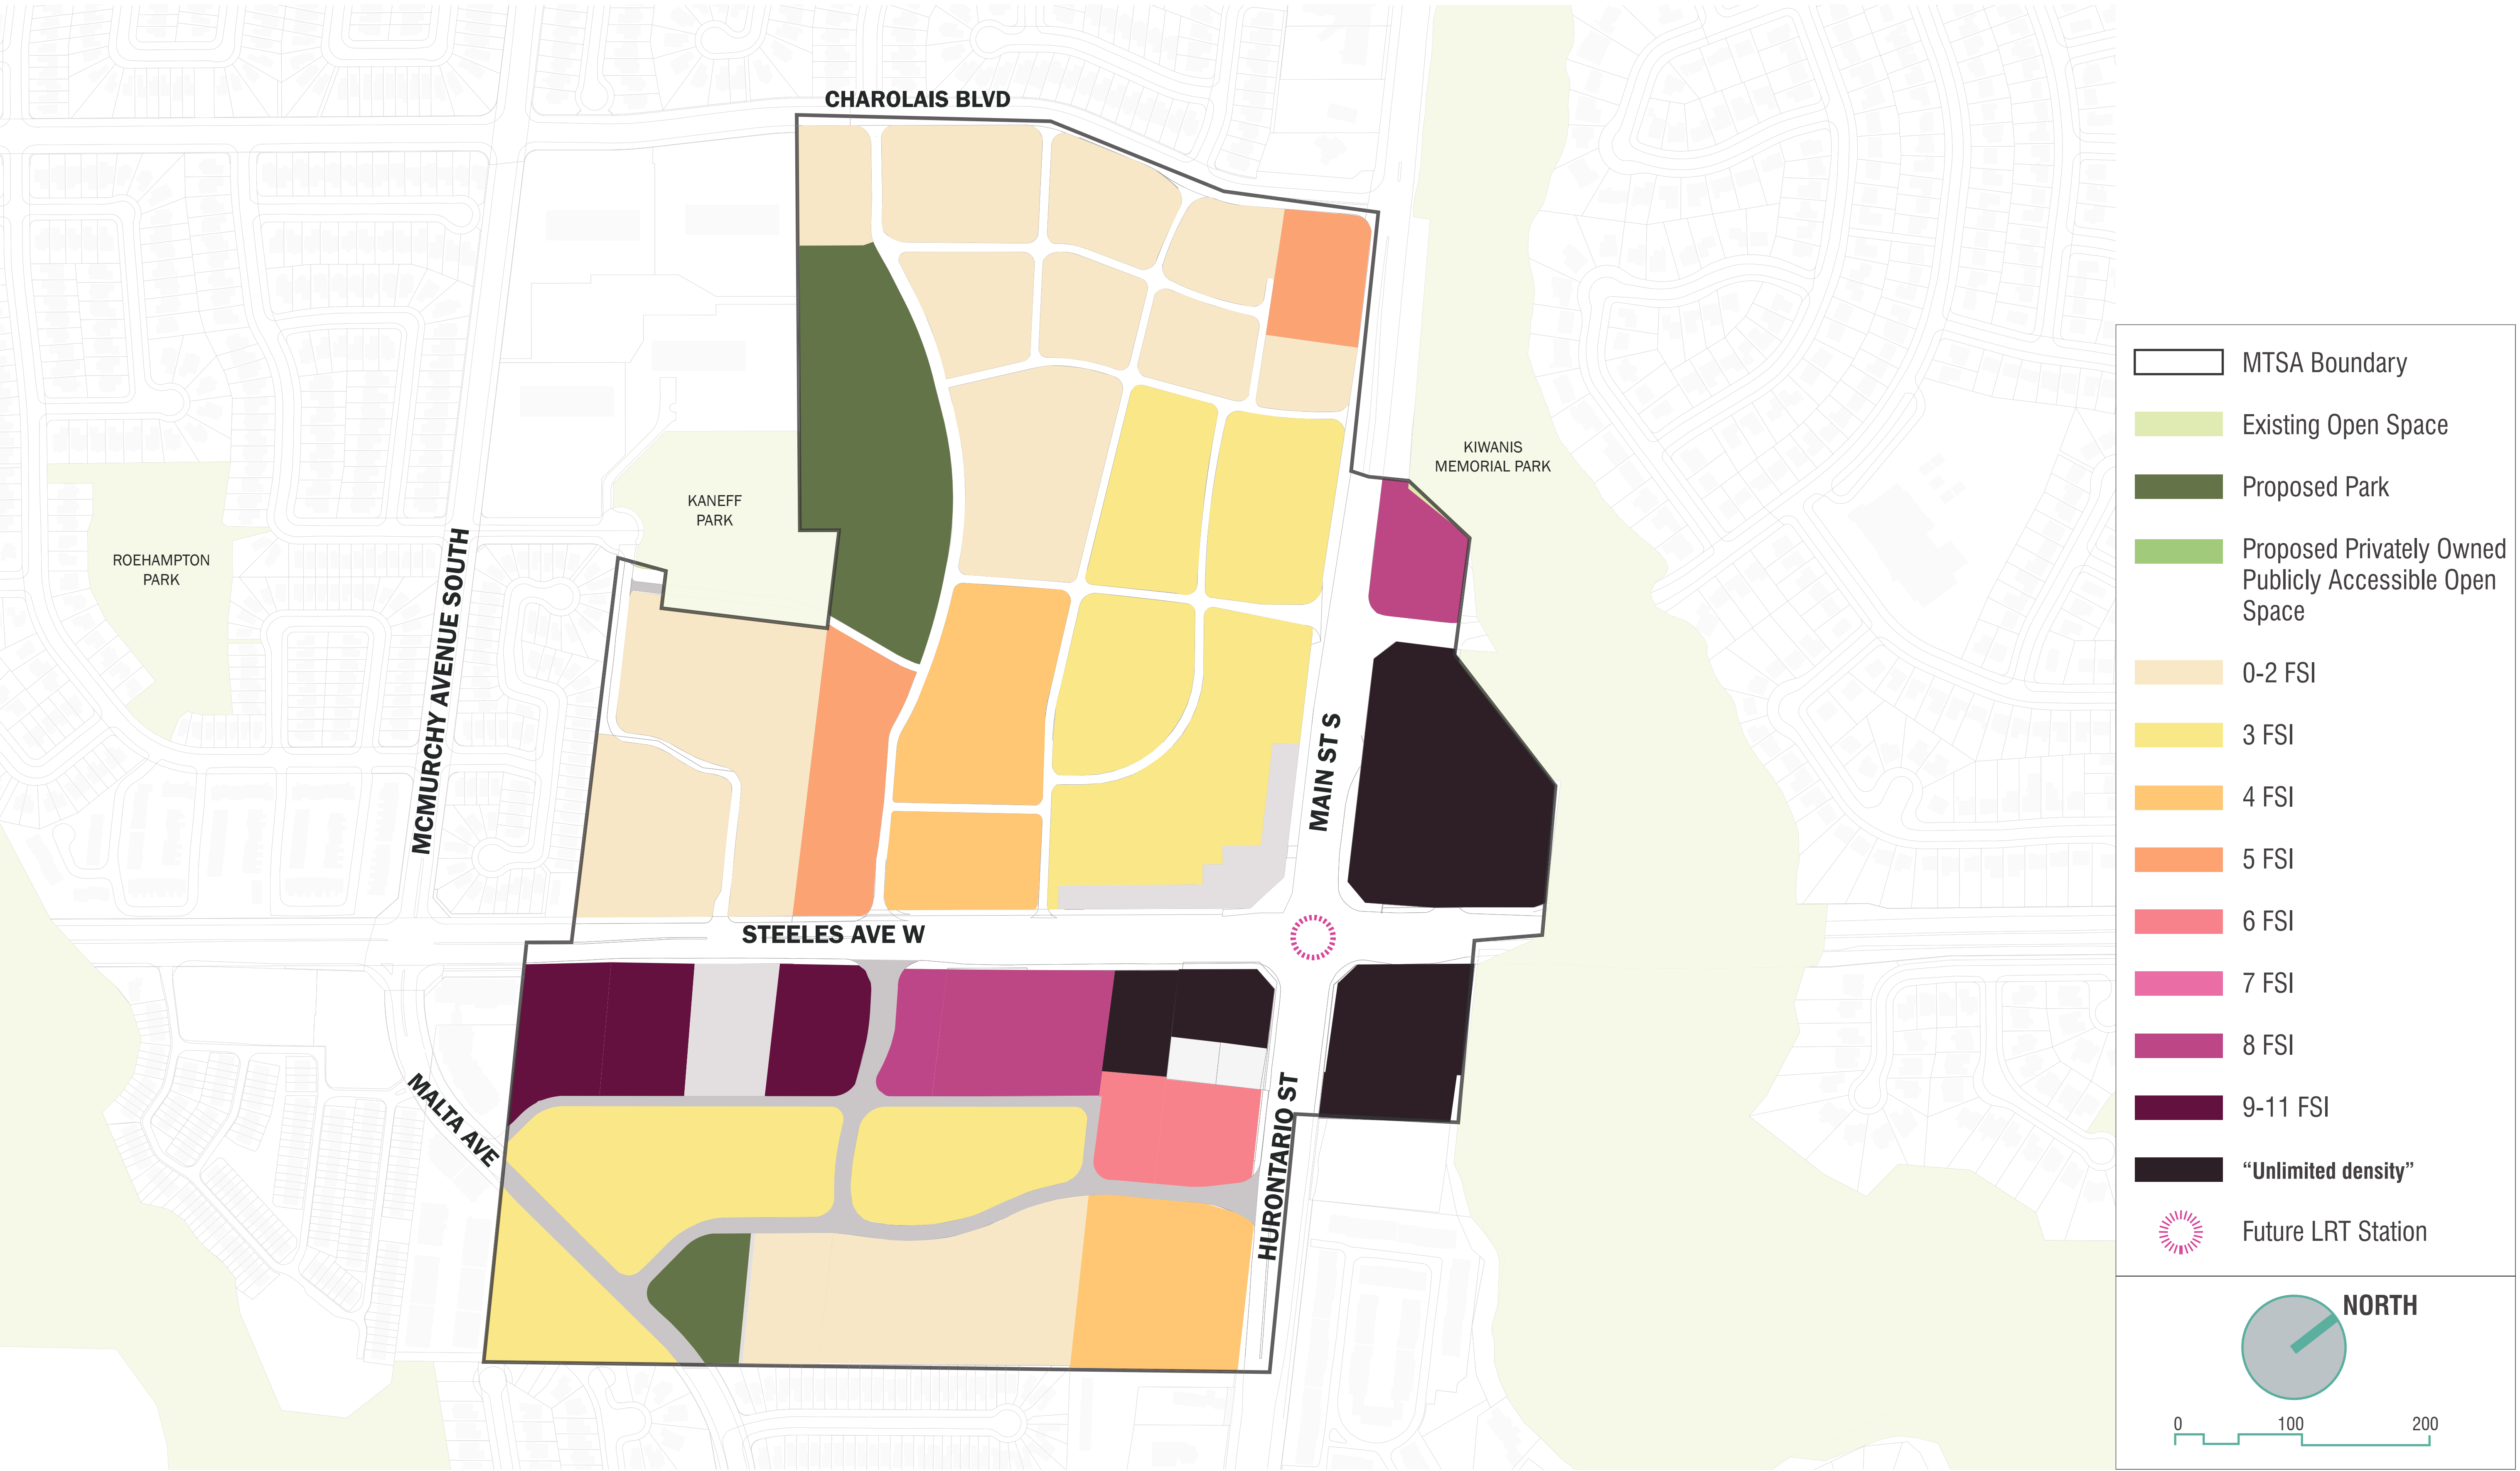 CHAROLAIS BLVD
KIWANIS
MEMORIAL PARK
KANEFF
PARK
ROEHAMPTON
PARK
MCMURCHY AVENUE SOUTH
MAIN ST S
STEELES AVE W
MALTA AVE
HURONTARIO ST
MTSA Boundary
Existing Open Space
Proposed Park
Proposed Privately Owned
Publicly Accessible Open
Space
0-2 FSI
3 FSI
4 FSI
5 FSI
6 FSI
7 FSI
8 FSI
9-11 FSI
“Unlimited density”
Future LRT Station
NORTH
0 100 200